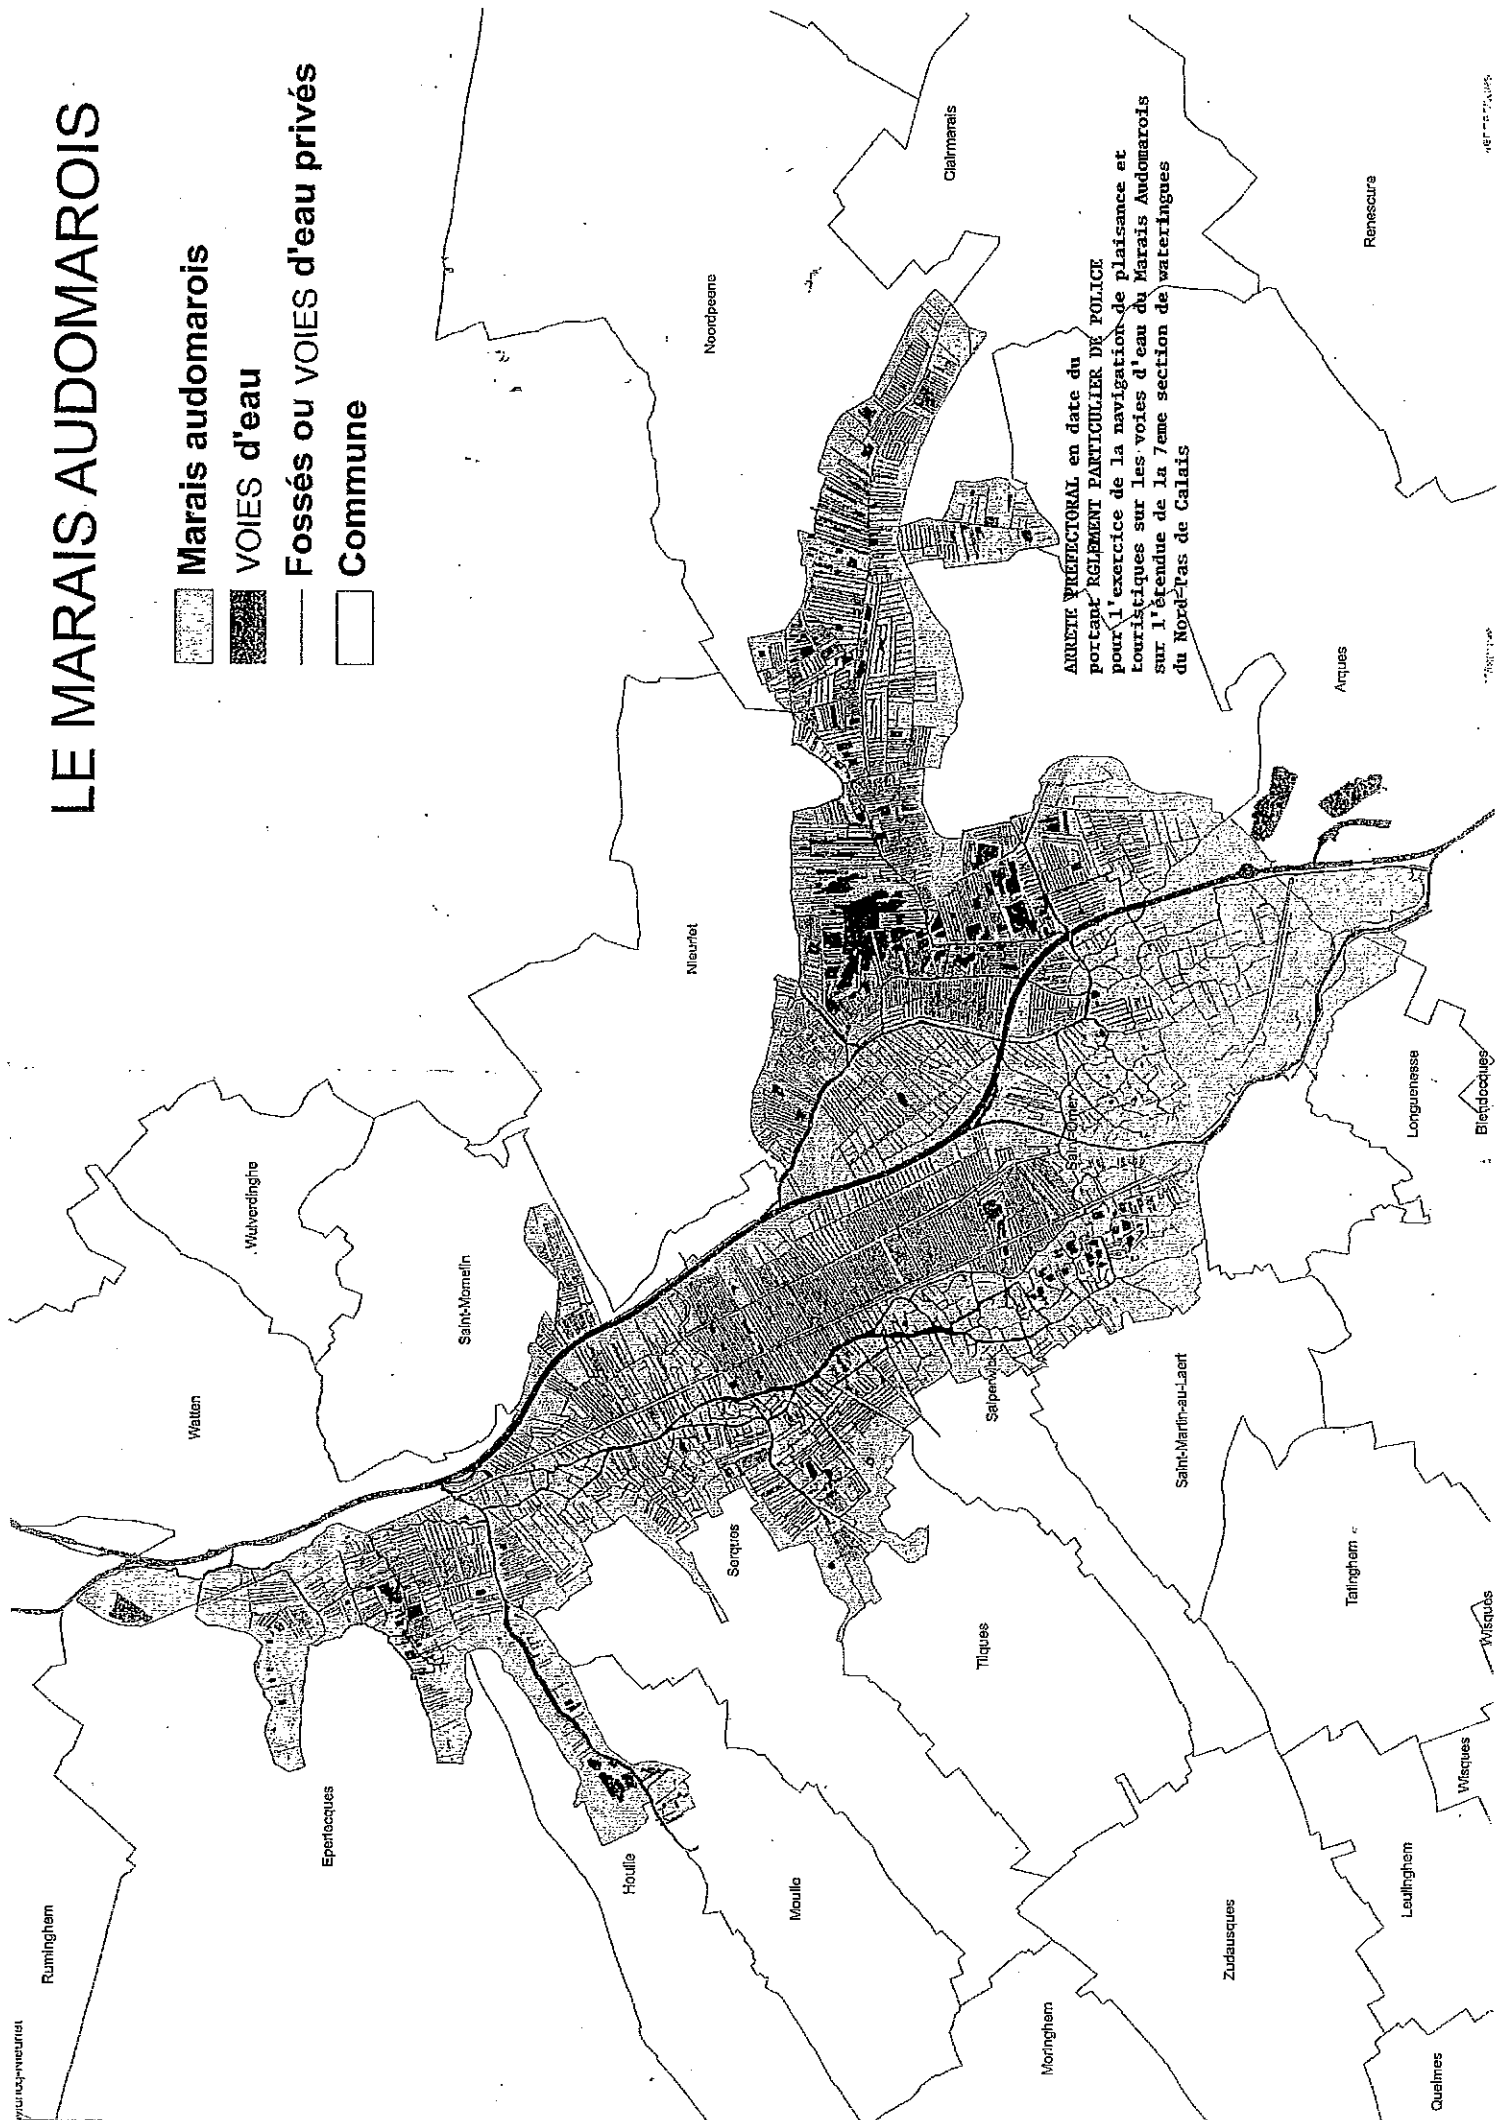 LE MARAIS AUDOMAROIS
Marais audomarois
VOIES d'eau
Fossés ou VOIES d'eau privés
Commune
ARRETE PREFECTORAL en date du
portant RGLEMENT PARTICULIER DE POLICE
pour l'exercice de la navigation de plaisance et
touristiques sur les voies d'eau du Marais Audomarois
sur l'étendue de la 7eme section de wateringues
du Nord-Pas de Calais
Ruminghem
Eperlecques
Watten
Wulverdinghe
Saint-Momelin
Nieurlet
Noordpeene
Clairmarais
Renescure
Arques
Houlle
Moulle
Serques
Tilques
Salperwick
Saint-Omer
Saint-Martin-au-Laert
Longuenesse
Blendecques
Tatinghem
Wisques
Wisques
Moringhem
Zudausques
Leulinghem
Quelmes